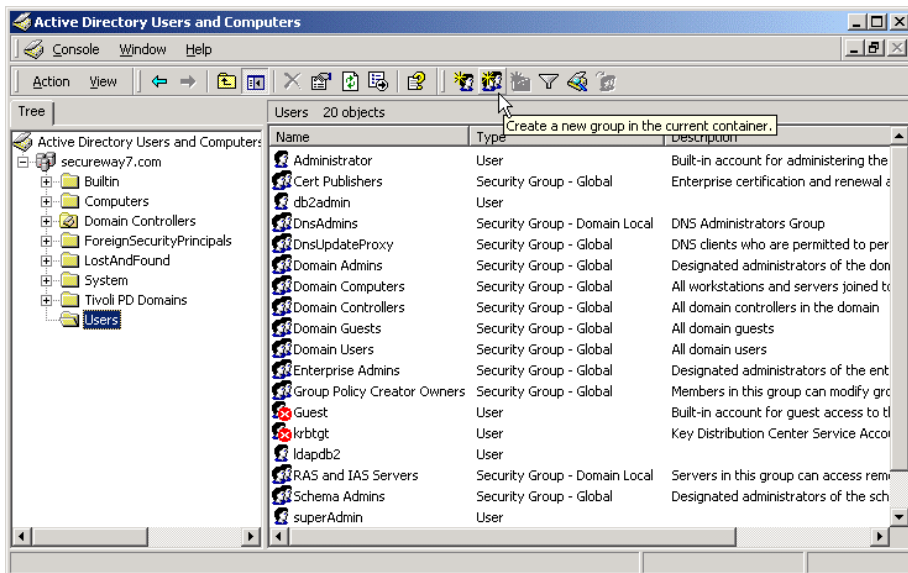 Active Directory Users and Computers
Console Window Help
Action View
Tree
Users 20 objects
Create a new group in the current container.
Name Type Description
Active Directory Users and Computers
secureway7.com
Builtin
Computers
Domain Controllers
ForeignSecurityPrincipals
LostAndFound
System
Tivoli PD Domains
Users
Administrator User Built-in account for administering the
Cert Publishers Security Group - Global Enterprise certification and renewal a
db2admin User
DnsAdmins Security Group - Domain Local DNS Administrators Group
DnsUpdateProxy Security Group - Global DNS clients who are permitted to per
Domain Admins Security Group - Global Designated administrators of the dom
Domain Computers Security Group - Global All workstations and servers joined to
Domain Controllers Security Group - Global All domain controllers in the domain
Domain Guests Security Group - Global All domain guests
Domain Users Security Group - Global All domain users
Enterprise Admins Security Group - Global Designated administrators of the ent
Group Policy Creator Owners Security Group - Global Members in this group can modify gro
Guest User Built-in account for guest access to tl
krbtgt User Key Distribution Center Service Accou
ldapdb2 User
RAS and IAS Servers Security Group - Domain Local Servers in this group can access rem
Schema Admins Security Group - Global Designated administrators of the sch
superAdmin User